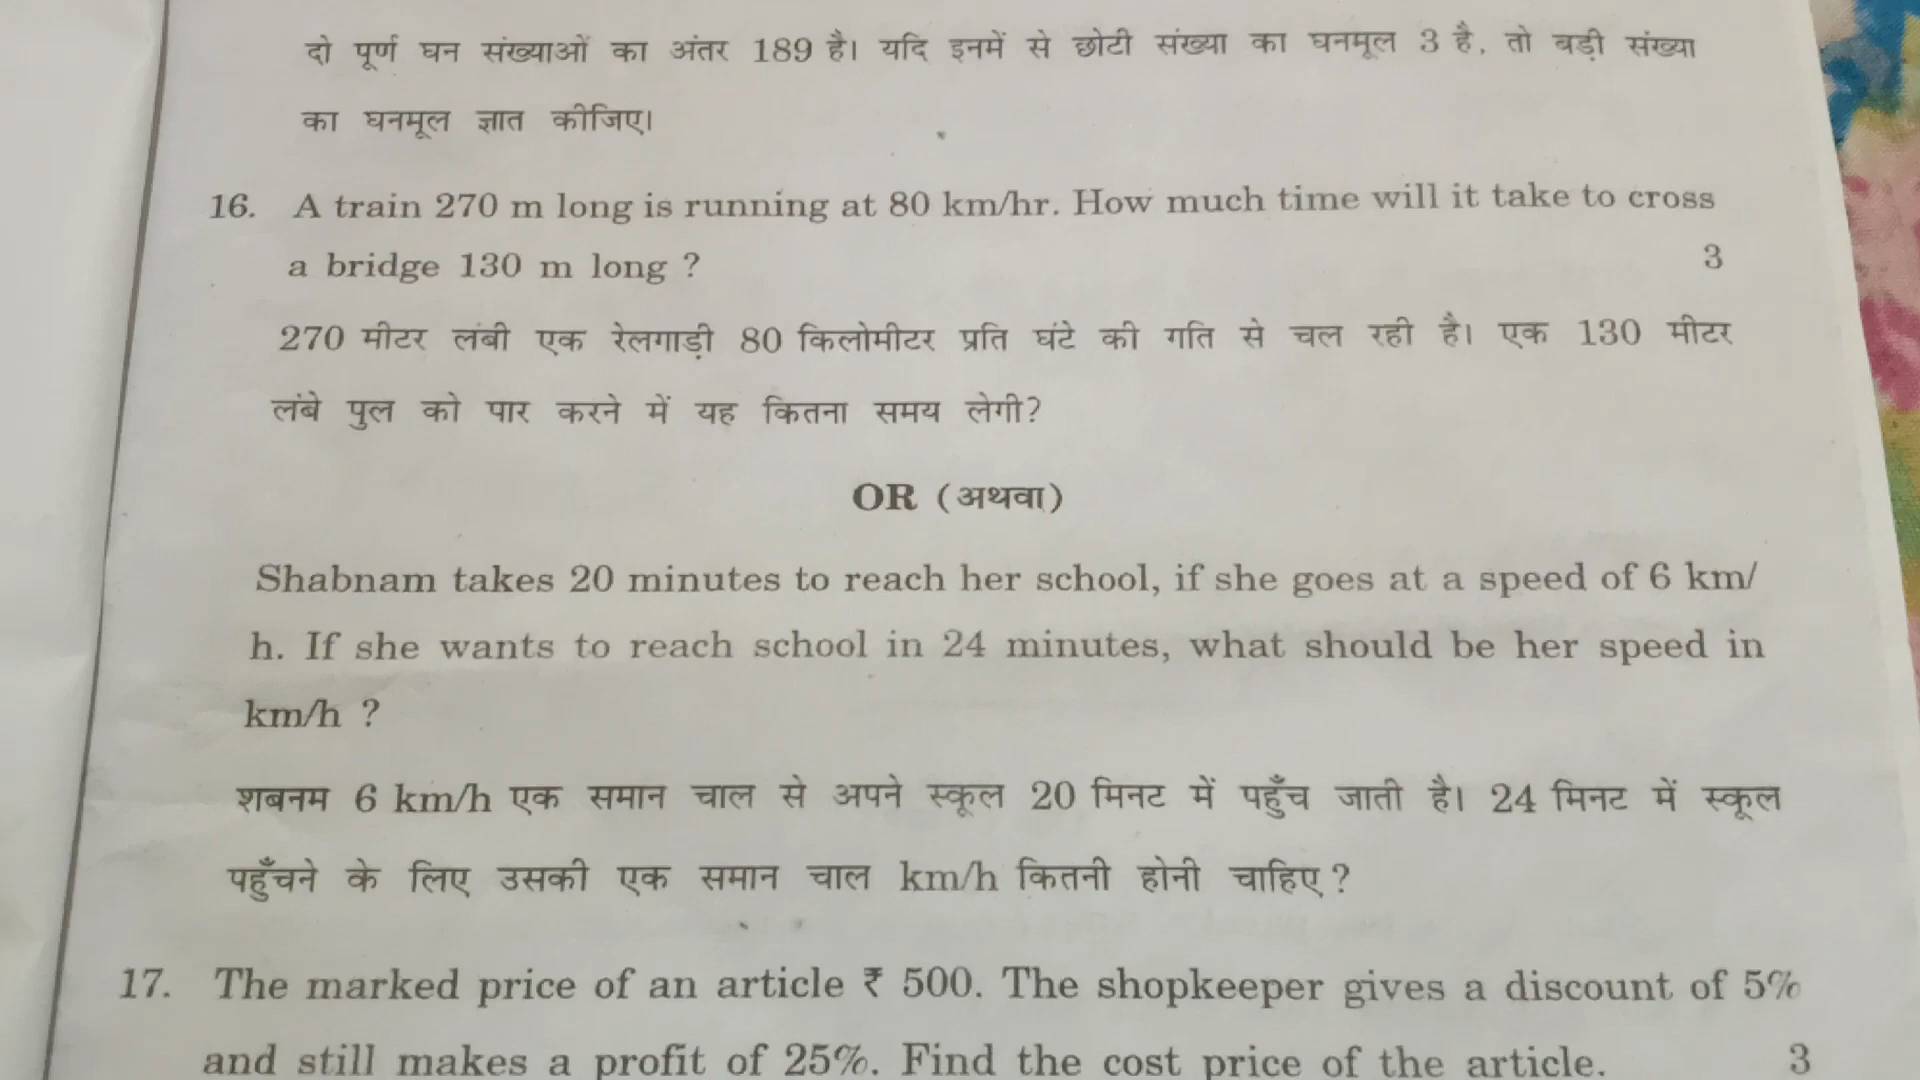 दो पूर्ण घन संख्याओं का अंतर 189 है। यदि इनमें से छोटी संख्या का घनमूल 3 है, तो बड़ी संख्या
का घनमूल ज्ञात कीजिए।
16. A train 270 m long is running at 80 km/hr. How much time will it take to cross
a bridge 130 m long ? 3
270 मीटर लंबी एक रेलगाड़ी 80 किलोमीटर प्रति घंटे की गति से चल रही है। एक 130 मीटर
लंबे पुल को पार करने में यह कितना समय लेगी?
OR (अथवा)
Shabnam takes 20 minutes to reach her school, if she goes at a speed of 6 km/
h. If she wants to reach school in 24 minutes, what should be her speed in
km/h ?
शबनम 6 km/h एक समान चाल से अपने स्कूल 20 मिनट में पहुँच जाती है। 24 मिनट में स्कूल
पहुँचने के लिए उसकी एक समान चाल km/h कितनी होनी चाहिए ?
17. The marked price of an article ₹ 500. The shopkeeper gives a discount of 5%
and still makes a profit of 25%. Find the cost price of the article. 3